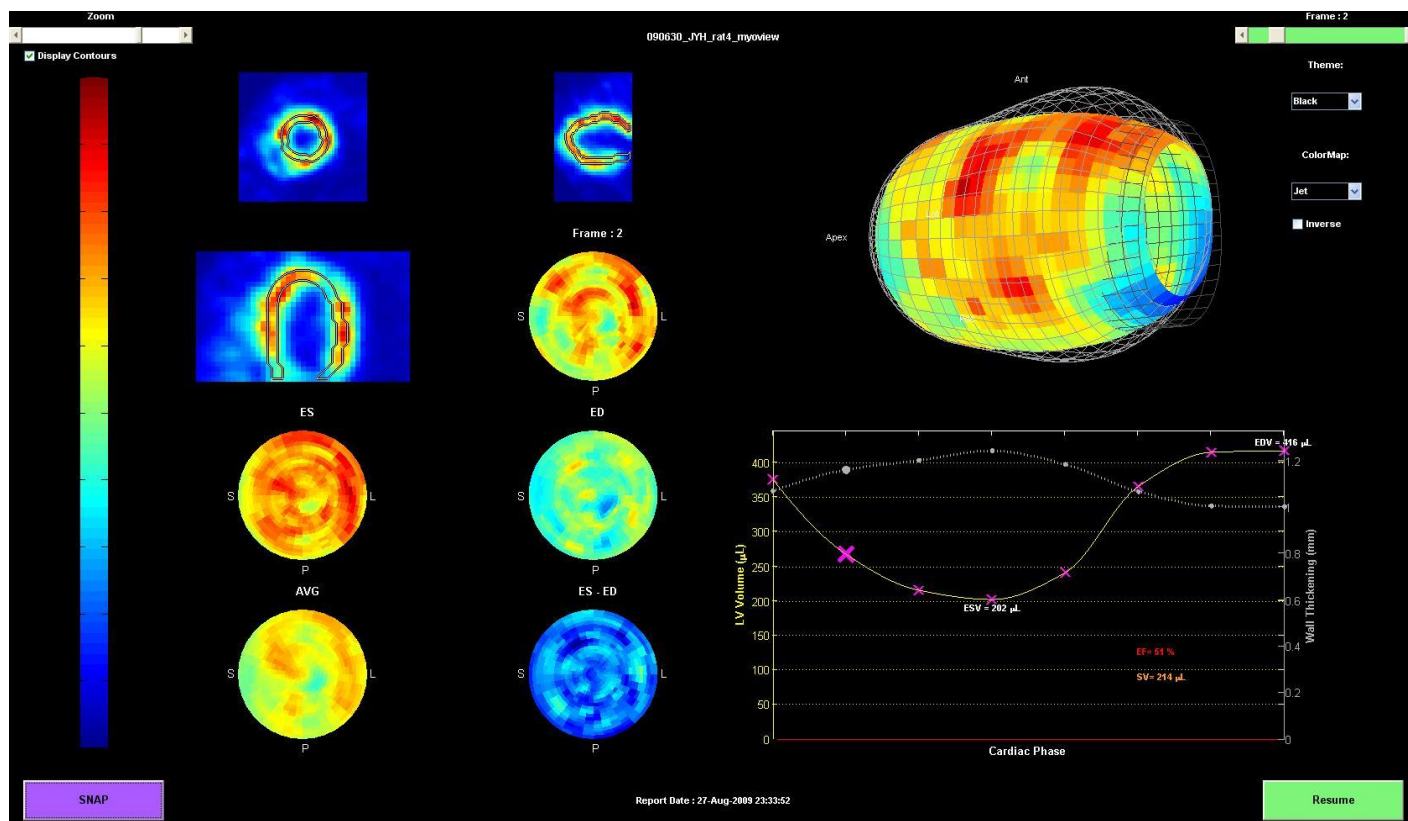 Zoom
Frame : 2
Display Contours
090630_JYH_rat4_myoview
Theme:
Black
ColorMap:
Jet
Inverse
Ant
Apex
Frame : 2
S
L
P
ES
S
L
P
ED
S
L
P
AVG
S
L
P
ES - ED
S
L
P
EDV = 416 μL
400
350
300
250
200
150
100
50
0
LV Volume (μL)
ESV = 202 μL
EF= 51 %
SV= 214 μL
1.2
1
0.8
0.6
0.4
0.2
0
Wall Thickening (mm)
Cardiac Phase
SNAP
Report Date : 27-Aug-2009 23:33:52
Resume